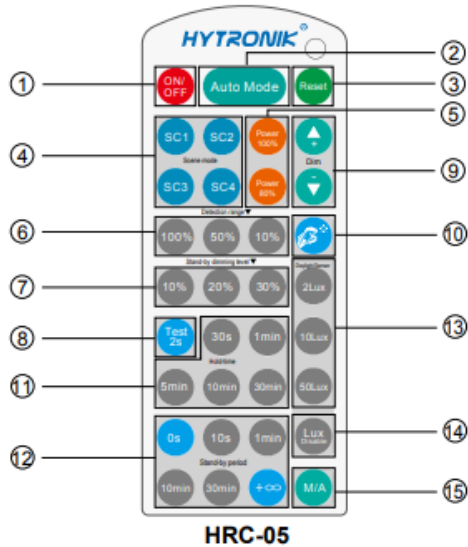 HYTRONIK
① ON/OFF Auto Mode Reset ② ③
④ SC1 SC2 Power 100% ⑤
Scene mode Dim + -
SC3 SC4 Power 80% ⑨
Detection range▼
⑥ 100% 50% 10% ⑩
Stand-by dimming level▼ Daylight Sensor
⑦ 10% 20% 30% 2Lux
⑧ Test 2s 30s 1min 10Lux ⑬
Hold time
⑪ 5min 10min 30min 50Lux
⑫ 0s 10s 1min Lux Disable ⑭
Stand-by period
10min 30min +∞ M/A ⑮
HRC-05